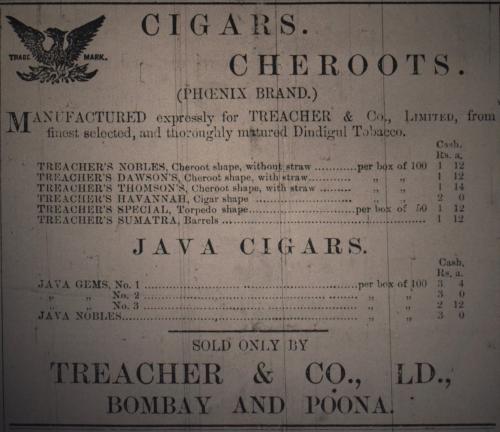 CIGARS.
TRADE MARK.
CHEROOTS.
(PHŒNIX BRAND.)
MANUFACTURED expressly for TREACHER & Co., LIMITED, from
finest selected, and thoroughly matured Dindigul Tobacco.
Cash.
Rs. a.
TREACHER'S NOBLES, Cheroot shape, without straw ............per box of 100 1 12
TREACHER'S DAWSON'S, Cheroot shape, with straw............ „ „ 1 12
TREACHER'S THOMSON'S, Cheroot shape, with straw ......... „ „ 1 14
TREACHER'S HAVANNAH, Cigar shape .............................. „ „ 2 0
TREACHER'S SPECIAL, Torpedo shape..............................per box of 50 1 12
TREACHER'S SUMATRA, Barrels .................................... „ „ 1 12
JAVA CIGARS.
Cash,
Rs. a.
JAVA GEMS, No. 1 ................................................per box of 100 3 4
„ „ No. 2 ................................................ „ „ 3 0
„ „ No. 3 ................................................ „ „ 2 12
JAVA NOBLES................................................ „ „ 3 0
SOLD ONLY BY
TREACHER & CO., LD.,
BOMBAY AND POONA.